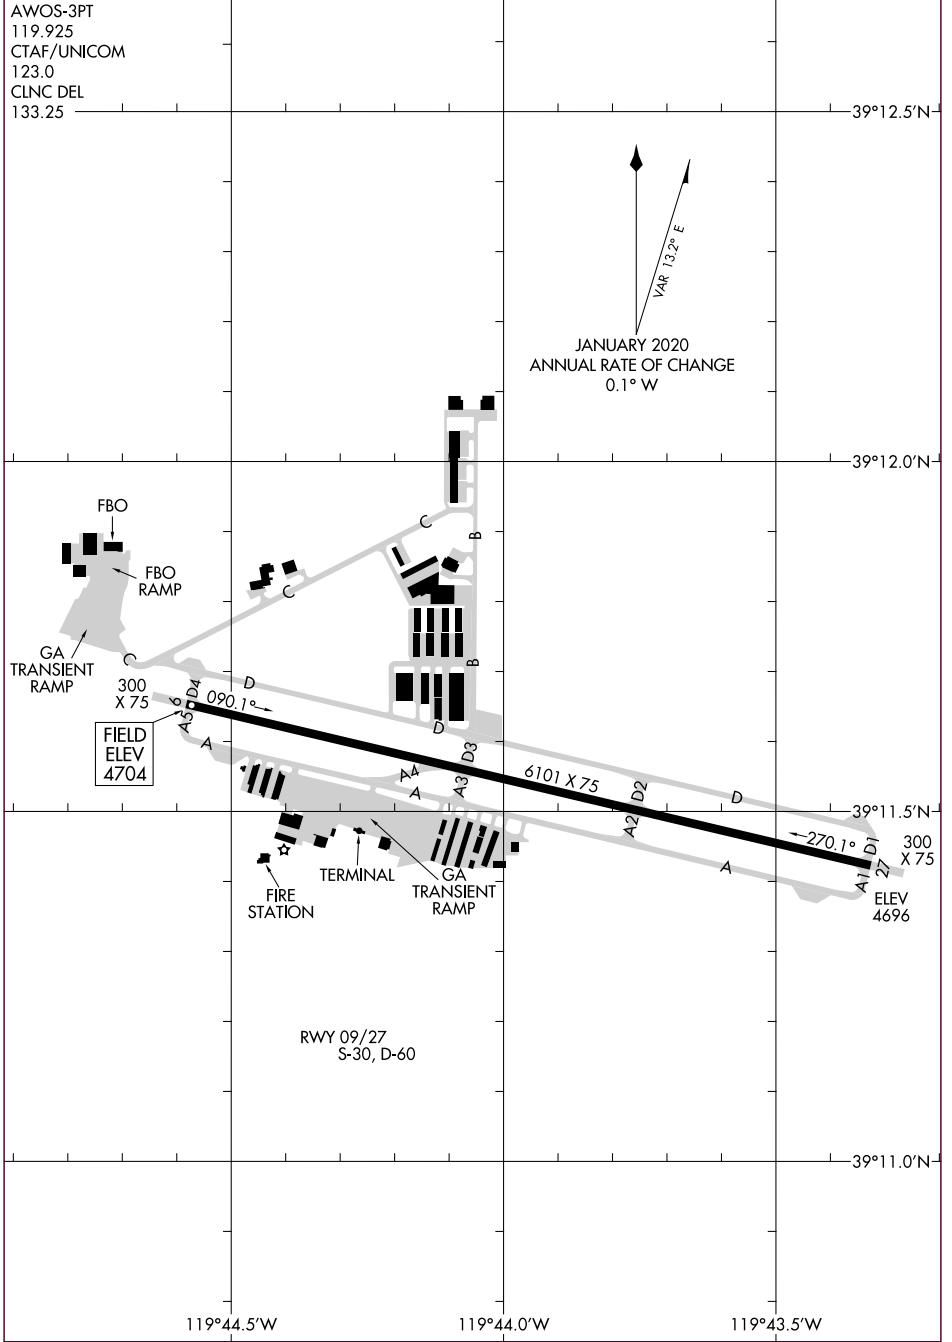 AWOS-3PT
119.925
CTAF/UNICOM
123.0
CLNC DEL
133.25
39°12.5'N
VAR 13.2° E
JANUARY 2020
ANNUAL RATE OF CHANGE
0.1° W
39°12.0'N
FBO
C
B
FBO
RAMP
C
GA
TRANSIENT
RAMP
C
B
D
300
X 75
D4
9
090.1°
A5
A
FIELD
ELEV
4704
D
D3
A4
A3
A
6101 X 75
D2
A2
D
39°11.5'N
270.1°
D1
300
X 75
A
A1
27
ELEV
4696
TERMINAL
GA
TRANSIENT
RAMP
FIRE
STATION
RWY 09/27
S-30, D-60
39°11.0'N
119°44.5'W
119°44.0'W
119°43.5'W